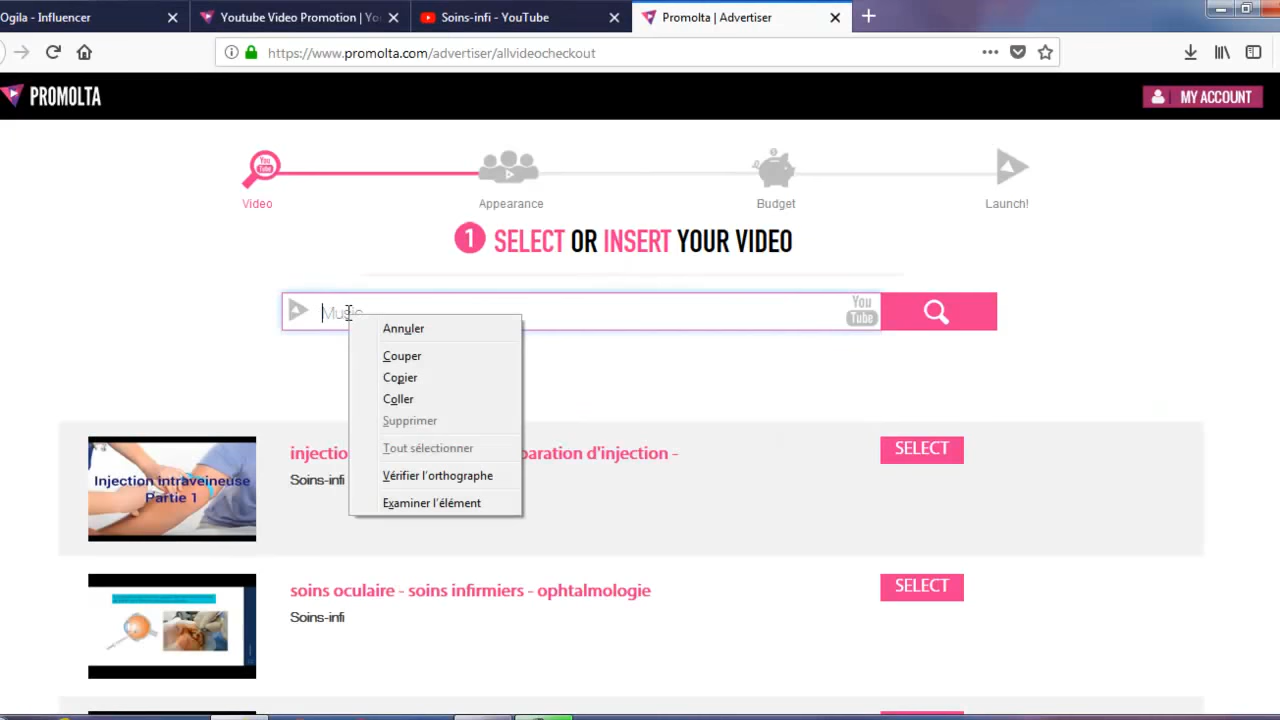 Ogila - Influencer
Youtube Video Promotion | Yo
Soins-infi - YouTube
Promolta | Advertiser
https://www.promolta.com/advertiser/allvideocheckout
PROMOLTA
MY ACCOUNT
You
Tube
Video
Appearance
Budget
Launch!
1 SELECT OR INSERT YOUR VIDEO
Music
You
Tube
Annuler
Couper
Copier
Coller
Supprimer
Tout sélectionner
Vérifier l'orthographe
Examiner l'élément
Injection intraveineuse
Partie 1
injectio
paration d'injection -
Soins-infi
SELECT
soins oculaire - soins infirmiers - ophtalmologie
Soins-infi
SELECT